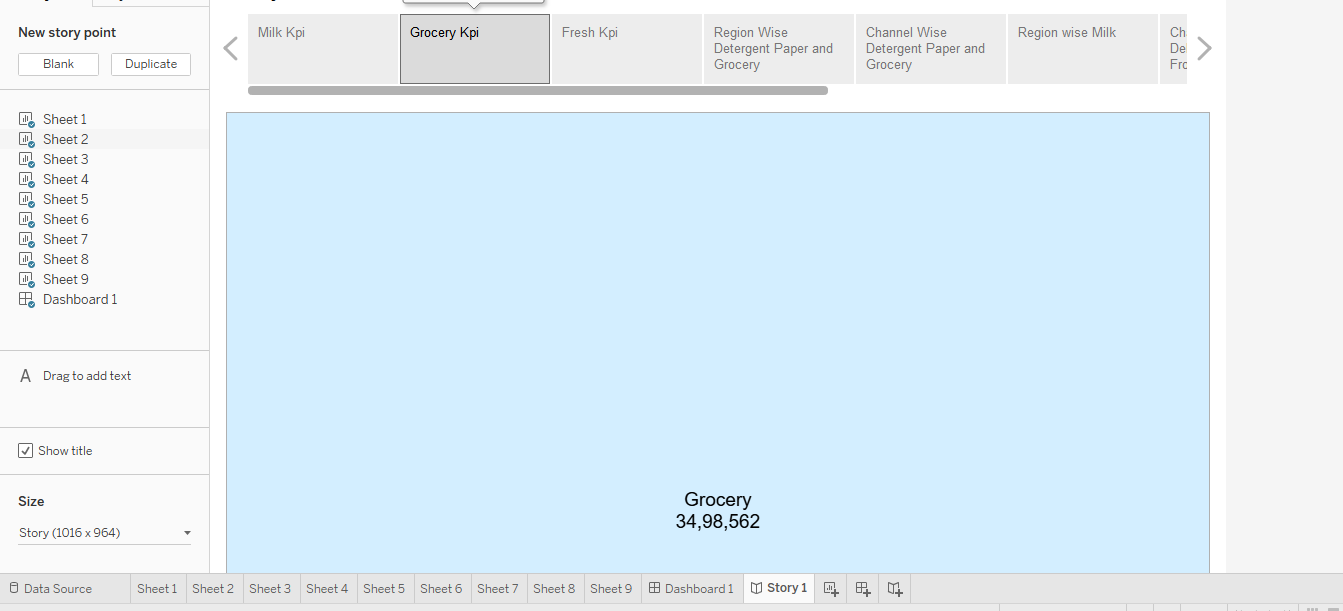 New story point
Blank
Duplicate
Sheet 1
Sheet 2
Sheet 3
Sheet 4
Sheet 5
Sheet 6
Sheet 7
Sheet 8
Sheet 9
Dashboard 1
A Drag to add text
Show title
Size
Story (1016 x 964)
Milk Kpi
Grocery Kpi
Fresh Kpi
Region Wise
Detergent Paper and
Grocery
Channel Wise
Detergent Paper and
Grocery
Region wise Milk
Grocery
34,98,562
Data Source
Sheet 1
Sheet 2
Sheet 3
Sheet 4
Sheet 5
Sheet 6
Sheet 7
Sheet 8
Sheet 9
Dashboard 1
Story 1